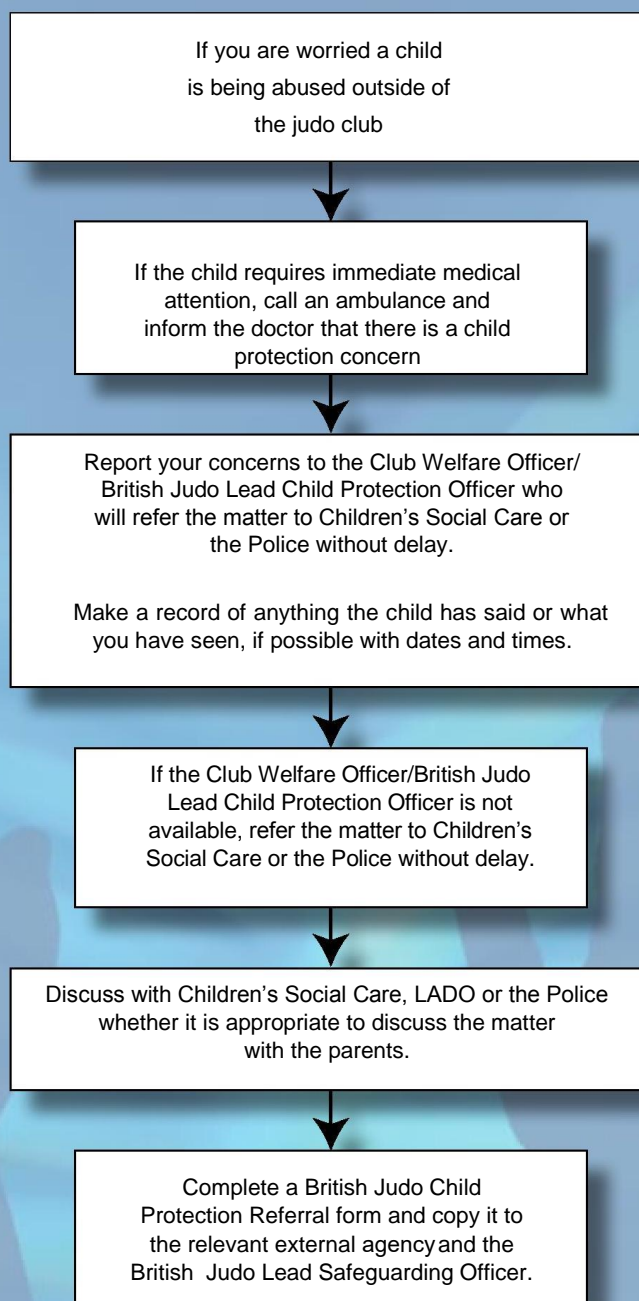 If you are worried a child
is being abused outside of
the judo club
If the child requires immediate medical
attention, call an ambulance and
inform the doctor that there is a child
protection concern
Report your concerns to the Club Welfare Officer/
British Judo Lead Child Protection Officer who
will refer the matter to Children's Social Care or
the Police without delay.
Make a record of anything the child has said or what
you have seen, if possible with dates and times.
If the Club Welfare Officer/British Judo
Lead Child Protection Officer is not
available, refer the matter to Children's
Social Care or the Police without delay.
Discuss with Children's Social Care, LADO or the Police
whether it is appropriate to discuss the matter
with the parents.
Complete a British Judo Child
Protection Referral form and copy it to
the relevant external agency and the
British Judo Lead Safeguarding Officer.